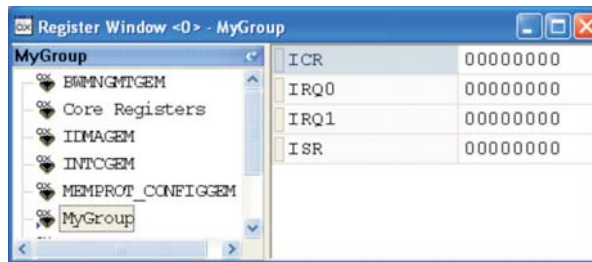 Register Window <0> - MyGroup
MyGroup
BWMNGMTGEM
Core Registers
IDMAGEM
INTCGEM
MEMPROT_CONFIGGEM
MyGroup
ICR 00000000
IRQ0 00000000
IRQ1 00000000
ISR 00000000